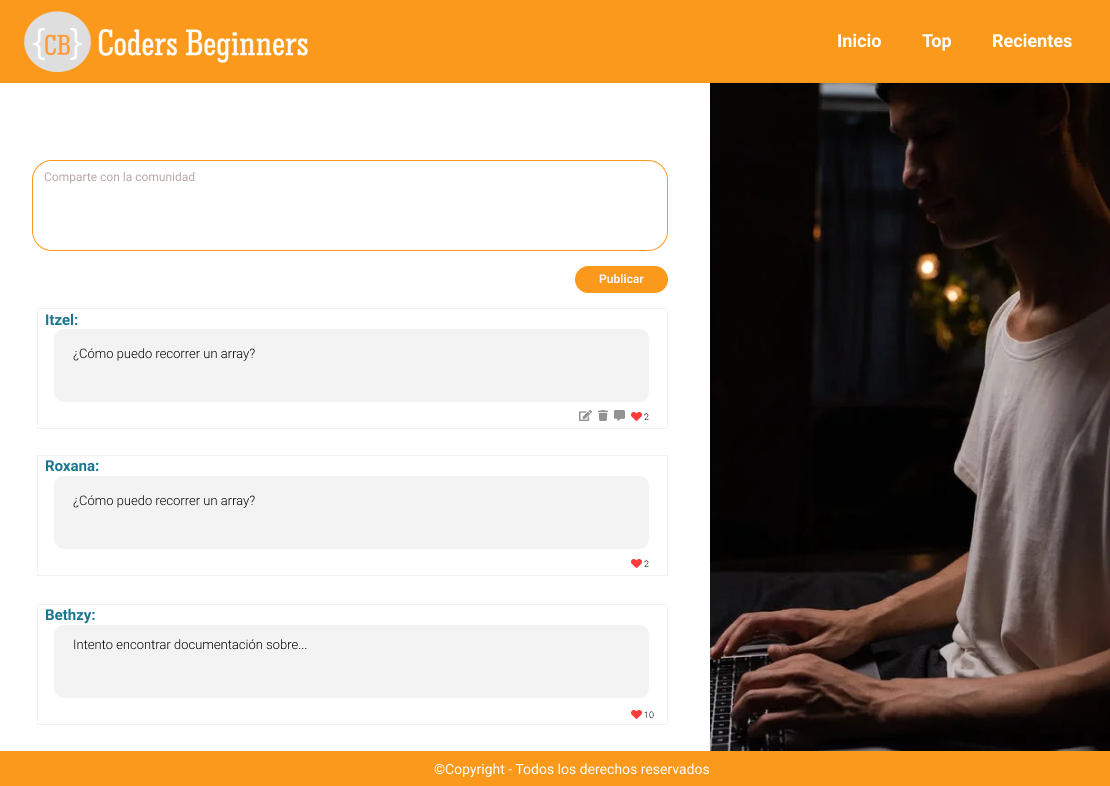 {CB} Coders Beginners
Inicio Top Recientes
Comparte con la comunidad
Publicar
Itzel:
¿Cómo puedo recorrer un array?
2
Roxana:
¿Cómo puedo recorrer un array?
2
Bethzy:
Intento encontrar documentación sobre...
10
©Copyright - Todos los derechos reservados